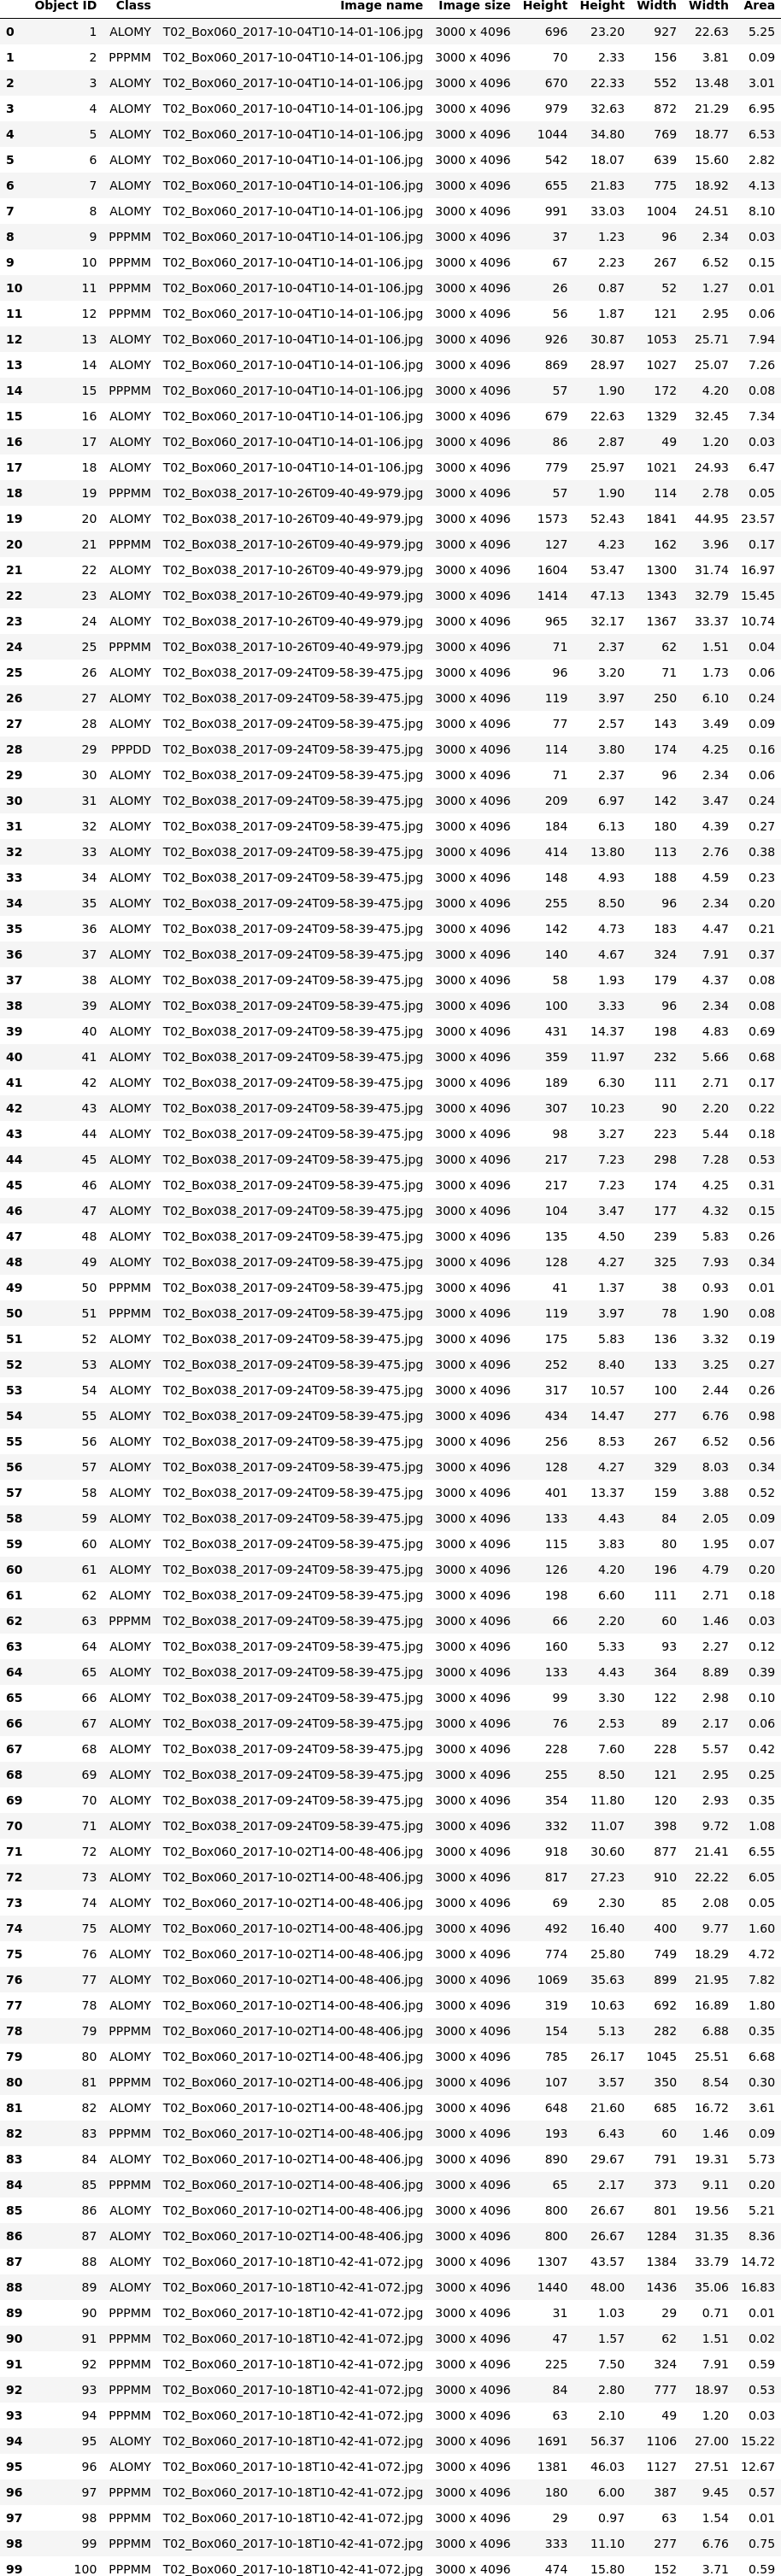 Object ID Class Image name Image size Height Height Width Width Area
0 1 ALOMY T02_Box060_2017-10-04T10-14-01-106.jpg 3000 x 4096 696 23.20 927 22.63 5.25
1 2 PPPMM T02_Box060_2017-10-04T10-14-01-106.jpg 3000 x 4096 70 2.33 156 3.81 0.09
2 3 ALOMY T02_Box060_2017-10-04T10-14-01-106.jpg 3000 x 4096 670 22.33 552 13.48 3.01
3 4 ALOMY T02_Box060_2017-10-04T10-14-01-106.jpg 3000 x 4096 979 32.63 872 21.29 6.95
4 5 ALOMY T02_Box060_2017-10-04T10-14-01-106.jpg 3000 x 4096 1044 34.80 769 18.77 6.53
5 6 ALOMY T02_Box060_2017-10-04T10-14-01-106.jpg 3000 x 4096 542 18.07 639 15.60 2.82
6 7 ALOMY T02_Box060_2017-10-04T10-14-01-106.jpg 3000 x 4096 655 21.83 775 18.92 4.13
7 8 ALOMY T02_Box060_2017-10-04T10-14-01-106.jpg 3000 x 4096 991 33.03 1004 24.51 8.10
8 9 PPPMM T02_Box060_2017-10-04T10-14-01-106.jpg 3000 x 4096 37 1.23 96 2.34 0.03
9 10 PPPMM T02_Box060_2017-10-04T10-14-01-106.jpg 3000 x 4096 67 2.23 267 6.52 0.15
10 11 PPPMM T02_Box060_2017-10-04T10-14-01-106.jpg 3000 x 4096 26 0.87 52 1.27 0.01
11 12 PPPMM T02_Box060_2017-10-04T10-14-01-106.jpg 3000 x 4096 56 1.87 121 2.95 0.06
12 13 ALOMY T02_Box060_2017-10-04T10-14-01-106.jpg 3000 x 4096 926 30.87 1053 25.71 7.94
13 14 ALOMY T02_Box060_2017-10-04T10-14-01-106.jpg 3000 x 4096 869 28.97 1027 25.07 7.26
14 15 PPPMM T02_Box060_2017-10-04T10-14-01-106.jpg 3000 x 4096 57 1.90 172 4.20 0.08
15 16 ALOMY T02_Box060_2017-10-04T10-14-01-106.jpg 3000 x 4096 679 22.63 1329 32.45 7.34
16 17 ALOMY T02_Box060_2017-10-04T10-14-01-106.jpg 3000 x 4096 86 2.87 49 1.20 0.03
17 18 ALOMY T02_Box060_2017-10-04T10-14-01-106.jpg 3000 x 4096 779 25.97 1021 24.93 6.47
18 19 PPPMM T02_Box038_2017-10-26T09-40-49-979.jpg 3000 x 4096 57 1.90 114 2.78 0.05
19 20 ALOMY T02_Box038_2017-10-26T09-40-49-979.jpg 3000 x 4096 1573 52.43 1841 44.95 23.57
20 21 PPPMM T02_Box038_2017-10-26T09-40-49-979.jpg 3000 x 4096 127 4.23 162 3.96 0.17
21 22 ALOMY T02_Box038_2017-10-26T09-40-49-979.jpg 3000 x 4096 1604 53.47 1300 31.74 16.97
22 23 ALOMY T02_Box038_2017-10-26T09-40-49-979.jpg 3000 x 4096 1414 47.13 1343 32.79 15.45
23 24 ALOMY T02_Box038_2017-10-26T09-40-49-979.jpg 3000 x 4096 965 32.17 1367 33.37 10.74
24 25 PPPMM T02_Box038_2017-10-26T09-40-49-979.jpg 3000 x 4096 71 2.37 62 1.51 0.04
25 26 ALOMY T02_Box038_2017-09-24T09-58-39-475.jpg 3000 x 4096 96 3.20 71 1.73 0.06
26 27 ALOMY T02_Box038_2017-09-24T09-58-39-475.jpg 3000 x 4096 119 3.97 250 6.10 0.24
27 28 ALOMY T02_Box038_2017-09-24T09-58-39-475.jpg 3000 x 4096 77 2.57 143 3.49 0.09
28 29 PPPDD T02_Box038_2017-09-24T09-58-39-475.jpg 3000 x 4096 114 3.80 174 4.25 0.16
29 30 ALOMY T02_Box038_2017-09-24T09-58-39-475.jpg 3000 x 4096 71 2.37 96 2.34 0.06
30 31 ALOMY T02_Box038_2017-09-24T09-58-39-475.jpg 3000 x 4096 209 6.97 142 3.47 0.24
31 32 ALOMY T02_Box038_2017-09-24T09-58-39-475.jpg 3000 x 4096 184 6.13 180 4.39 0.27
32 33 ALOMY T02_Box038_2017-09-24T09-58-39-475.jpg 3000 x 4096 414 13.80 113 2.76 0.38
33 34 ALOMY T02_Box038_2017-09-24T09-58-39-475.jpg 3000 x 4096 148 4.93 188 4.59 0.23
34 35 ALOMY T02_Box038_2017-09-24T09-58-39-475.jpg 3000 x 4096 255 8.50 96 2.34 0.20
35 36 ALOMY T02_Box038_2017-09-24T09-58-39-475.jpg 3000 x 4096 142 4.73 183 4.47 0.21
36 37 ALOMY T02_Box038_2017-09-24T09-58-39-475.jpg 3000 x 4096 140 4.67 324 7.91 0.37
37 38 ALOMY T02_Box038_2017-09-24T09-58-39-475.jpg 3000 x 4096 58 1.93 179 4.37 0.08
38 39 ALOMY T02_Box038_2017-09-24T09-58-39-475.jpg 3000 x 4096 100 3.33 96 2.34 0.08
39 40 ALOMY T02_Box038_2017-09-24T09-58-39-475.jpg 3000 x 4096 431 14.37 198 4.83 0.69
40 41 ALOMY T02_Box038_2017-09-24T09-58-39-475.jpg 3000 x 4096 359 11.97 232 5.66 0.68
41 42 ALOMY T02_Box038_2017-09-24T09-58-39-475.jpg 3000 x 4096 189 6.30 111 2.71 0.17
42 43 ALOMY T02_Box038_2017-09-24T09-58-39-475.jpg 3000 x 4096 307 10.23 90 2.20 0.22
43 44 ALOMY T02_Box038_2017-09-24T09-58-39-475.jpg 3000 x 4096 98 3.27 223 5.44 0.18
44 45 ALOMY T02_Box038_2017-09-24T09-58-39-475.jpg 3000 x 4096 217 7.23 298 7.28 0.53
45 46 ALOMY T02_Box038_2017-09-24T09-58-39-475.jpg 3000 x 4096 217 7.23 174 4.25 0.31
46 47 ALOMY T02_Box038_2017-09-24T09-58-39-475.jpg 3000 x 4096 104 3.47 177 4.32 0.15
47 48 ALOMY T02_Box038_2017-09-24T09-58-39-475.jpg 3000 x 4096 135 4.50 239 5.83 0.26
48 49 ALOMY T02_Box038_2017-09-24T09-58-39-475.jpg 3000 x 4096 128 4.27 325 7.93 0.34
49 50 PPPMM T02_Box038_2017-09-24T09-58-39-475.jpg 3000 x 4096 41 1.37 38 0.93 0.01
50 51 PPPMM T02_Box038_2017-09-24T09-58-39-475.jpg 3000 x 4096 119 3.97 78 1.90 0.08
51 52 ALOMY T02_Box038_2017-09-24T09-58-39-475.jpg 3000 x 4096 175 5.83 136 3.32 0.19
52 53 ALOMY T02_Box038_2017-09-24T09-58-39-475.jpg 3000 x 4096 252 8.40 133 3.25 0.27
53 54 ALOMY T02_Box038_2017-09-24T09-58-39-475.jpg 3000 x 4096 317 10.57 100 2.44 0.26
54 55 ALOMY T02_Box038_2017-09-24T09-58-39-475.jpg 3000 x 4096 434 14.47 277 6.76 0.98
55 56 ALOMY T02_Box038_2017-09-24T09-58-39-475.jpg 3000 x 4096 256 8.53 267 6.52 0.56
56 57 ALOMY T02_Box038_2017-09-24T09-58-39-475.jpg 3000 x 4096 128 4.27 329 8.03 0.34
57 58 ALOMY T02_Box038_2017-09-24T09-58-39-475.jpg 3000 x 4096 401 13.37 159 3.88 0.52
58 59 ALOMY T02_Box038_2017-09-24T09-58-39-475.jpg 3000 x 4096 133 4.43 84 2.05 0.09
59 60 ALOMY T02_Box038_2017-09-24T09-58-39-475.jpg 3000 x 4096 115 3.83 80 1.95 0.07
60 61 ALOMY T02_Box038_2017-09-24T09-58-39-475.jpg 3000 x 4096 126 4.20 196 4.79 0.20
61 62 ALOMY T02_Box038_2017-09-24T09-58-39-475.jpg 3000 x 4096 198 6.60 111 2.71 0.18
62 63 PPPMM T02_Box038_2017-09-24T09-58-39-475.jpg 3000 x 4096 66 2.20 60 1.46 0.03
63 64 ALOMY T02_Box038_2017-09-24T09-58-39-475.jpg 3000 x 4096 160 5.33 93 2.27 0.12
64 65 ALOMY T02_Box038_2017-09-24T09-58-39-475.jpg 3000 x 4096 133 4.43 364 8.89 0.39
65 66 ALOMY T02_Box038_2017-09-24T09-58-39-475.jpg 3000 x 4096 99 3.30 122 2.98 0.10
66 67 ALOMY T02_Box038_2017-09-24T09-58-39-475.jpg 3000 x 4096 76 2.53 89 2.17 0.06
67 68 ALOMY T02_Box038_2017-09-24T09-58-39-475.jpg 3000 x 4096 228 7.60 228 5.57 0.42
68 69 ALOMY T02_Box038_2017-09-24T09-58-39-475.jpg 3000 x 4096 255 8.50 121 2.95 0.25
69 70 ALOMY T02_Box038_2017-09-24T09-58-39-475.jpg 3000 x 4096 354 11.80 120 2.93 0.35
70 71 ALOMY T02_Box038_2017-09-24T09-58-39-475.jpg 3000 x 4096 332 11.07 398 9.72 1.08
71 72 ALOMY T02_Box060_2017-10-02T14-00-48-406.jpg 3000 x 4096 918 30.60 877 21.41 6.55
72 73 ALOMY T02_Box060_2017-10-02T14-00-48-406.jpg 3000 x 4096 817 27.23 910 22.22 6.05
73 74 ALOMY T02_Box060_2017-10-02T14-00-48-406.jpg 3000 x 4096 69 2.30 85 2.08 0.05
74 75 ALOMY T02_Box060_2017-10-02T14-00-48-406.jpg 3000 x 4096 492 16.40 400 9.77 1.60
75 76 ALOMY T02_Box060_2017-10-02T14-00-48-406.jpg 3000 x 4096 774 25.80 749 18.29 4.72
76 77 ALOMY T02_Box060_2017-10-02T14-00-48-406.jpg 3000 x 4096 1069 35.63 899 21.95 7.82
77 78 ALOMY T02_Box060_2017-10-02T14-00-48-406.jpg 3000 x 4096 319 10.63 692 16.89 1.80
78 79 PPPMM T02_Box060_2017-10-02T14-00-48-406.jpg 3000 x 4096 154 5.13 282 6.88 0.35
79 80 ALOMY T02_Box060_2017-10-02T14-00-48-406.jpg 3000 x 4096 785 26.17 1045 25.51 6.68
80 81 PPPMM T02_Box060_2017-10-02T14-00-48-406.jpg 3000 x 4096 107 3.57 350 8.54 0.30
81 82 ALOMY T02_Box060_2017-10-02T14-00-48-406.jpg 3000 x 4096 648 21.60 685 16.72 3.61
82 83 PPPMM T02_Box060_2017-10-02T14-00-48-406.jpg 3000 x 4096 193 6.43 60 1.46 0.09
83 84 ALOMY T02_Box060_2017-10-02T14-00-48-406.jpg 3000 x 4096 890 29.67 791 19.31 5.73
84 85 PPPMM T02_Box060_2017-10-02T14-00-48-406.jpg 3000 x 4096 65 2.17 373 9.11 0.20
85 86 ALOMY T02_Box060_2017-10-02T14-00-48-406.jpg 3000 x 4096 800 26.67 801 19.56 5.21
86 87 ALOMY T02_Box060_2017-10-02T14-00-48-406.jpg 3000 x 4096 800 26.67 1284 31.35 8.36
87 88 ALOMY T02_Box060_2017-10-18T10-42-41-072.jpg 3000 x 4096 1307 43.57 1384 33.79 14.72
88 89 ALOMY T02_Box060_2017-10-18T10-42-41-072.jpg 3000 x 4096 1440 48.00 1436 35.06 16.83
89 90 PPPMM T02_Box060_2017-10-18T10-42-41-072.jpg 3000 x 4096 31 1.03 29 0.71 0.01
90 91 PPPMM T02_Box060_2017-10-18T10-42-41-072.jpg 3000 x 4096 47 1.57 62 1.51 0.02
91 92 PPPMM T02_Box060_2017-10-18T10-42-41-072.jpg 3000 x 4096 225 7.50 324 7.91 0.59
92 93 PPPMM T02_Box060_2017-10-18T10-42-41-072.jpg 3000 x 4096 84 2.80 777 18.97 0.53
93 94 PPPMM T02_Box060_2017-10-18T10-42-41-072.jpg 3000 x 4096 63 2.10 49 1.20 0.03
94 95 ALOMY T02_Box060_2017-10-18T10-42-41-072.jpg 3000 x 4096 1691 56.37 1106 27.00 15.22
95 96 ALOMY T02_Box060_2017-10-18T10-42-41-072.jpg 3000 x 4096 1381 46.03 1127 27.51 12.67
96 97 PPPMM T02_Box060_2017-10-18T10-42-41-072.jpg 3000 x 4096 180 6.00 387 9.45 0.57
97 98 PPPMM T02_Box060_2017-10-18T10-42-41-072.jpg 3000 x 4096 29 0.97 63 1.54 0.01
98 99 PPPMM T02_Box060_2017-10-18T10-42-41-072.jpg 3000 x 4096 333 11.10 277 6.76 0.75
99 100 PPPMM T02_Box060_2017-10-18T10-42-41-072.jpg 3000 x 4096 474 15.80 152 3.71 0.59